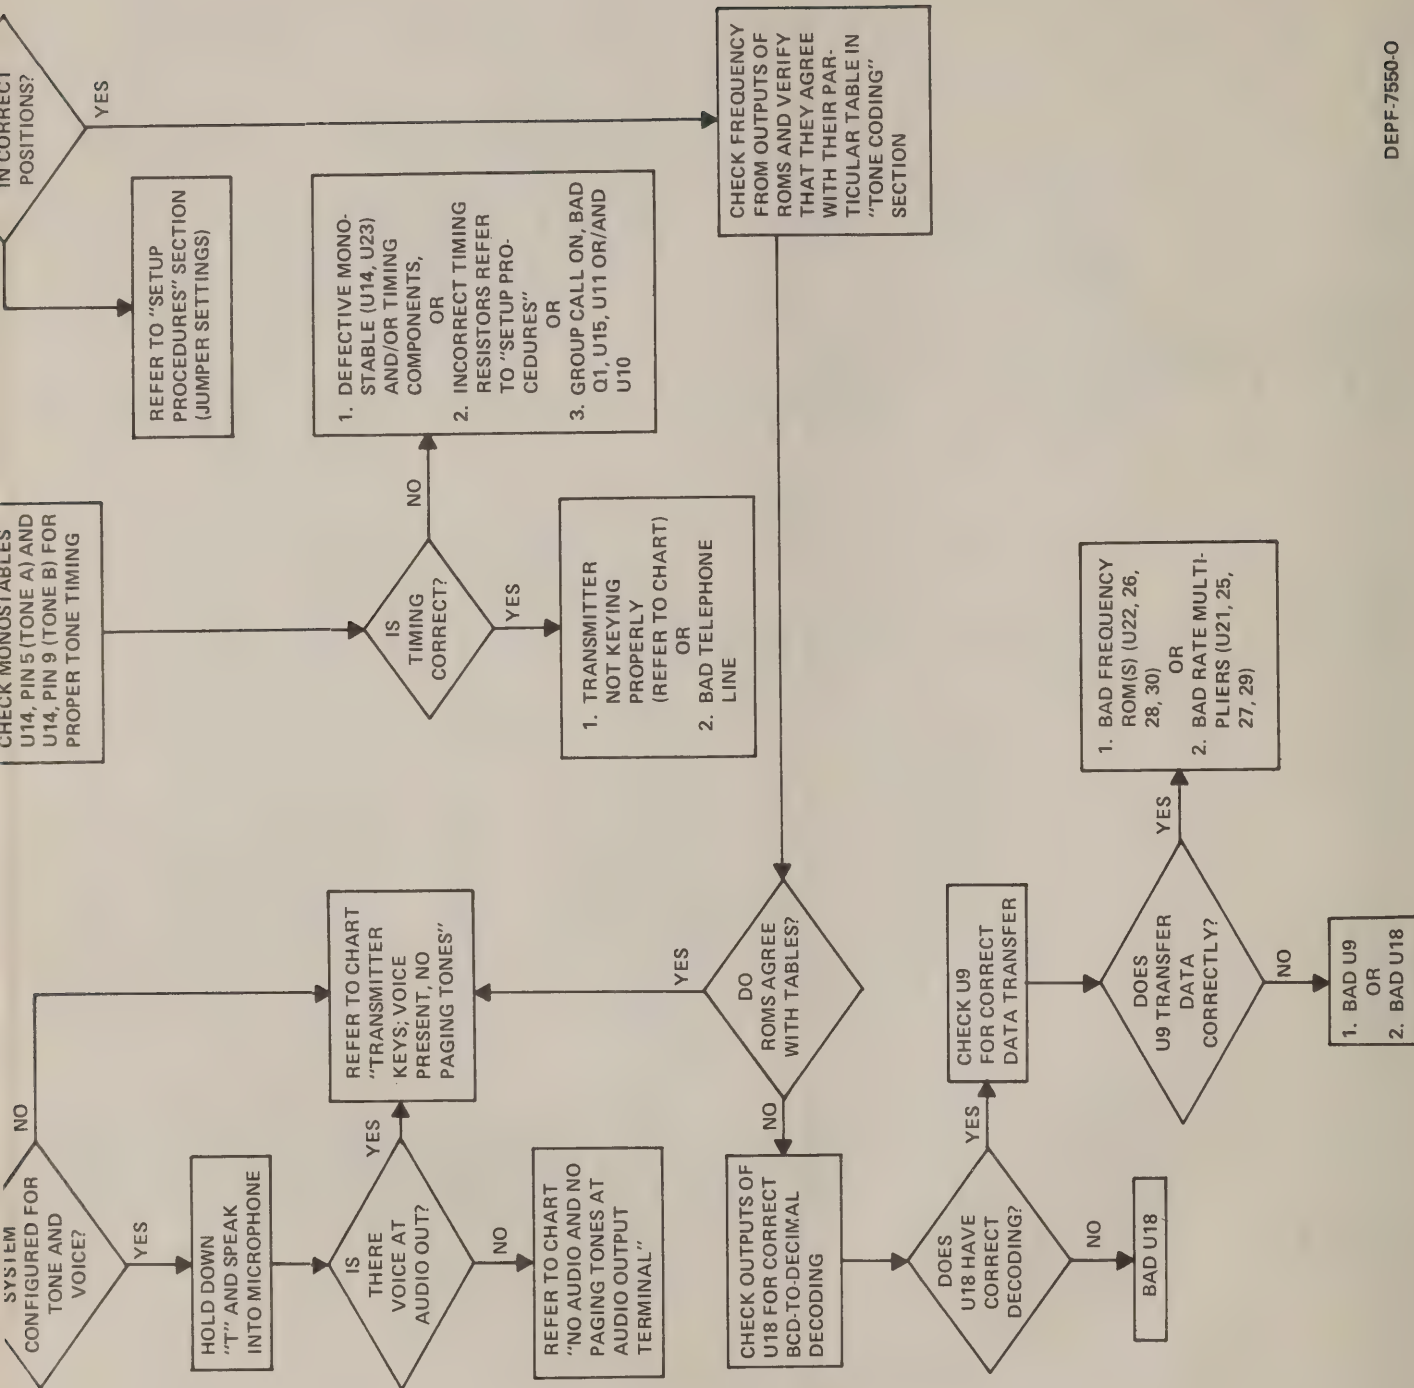 SYSTEM
CONFIGURED FOR
TONE AND
VOICE?
NO
YES
HOLD DOWN
"T" AND SPEAK
INTO MICROPHONE
IS
THERE
VOICE AT
AUDIO OUT?
YES
NO
REFER TO CHART
"NO AUDIO AND NO
PAGING TONES AT
AUDIO OUTPUT
TERMINAL"
REFER TO CHART
"TRANSMITTER
KEYS; VOICE
PRESENT, NO
PAGING TONES"
CHECK MONOSTABLES
U14, PIN 5 (TONE A) AND
U14, PIN 9 (TONE B) FOR
PROPER TONE TIMING
IS
TIMING
CORRECT?
NO
YES
1. TRANSMITTER
NOT KEYING
PROPERLY
(REFER TO CHART)
OR
2. BAD TELEPHONE
LINE
1. DEFECTIVE MONO-
STABLE (U14, U23)
AND/OR TIMING
COMPONENTS,
OR
2. INCORRECT TIMING
RESISTORS REFER
TO "SETUP PRO-
CEDURES"
OR
3. GROUP CALL ON, BAD
Q1, U15, U11 OR/AND
U10
IN CORRECT
POSITIONS?
YES
REFER TO "SETUP
PROCEDURES" SECTION
(JUMPER SETTINGS)
CHECK FREQUENCY
FROM OUTPUTS OF
ROMS AND VERIFY
THAT THEY AGREE
WITH THEIR PAR-
TICULAR TABLE IN
"TONE CODING"
SECTION
DO
ROMS AGREE
WITH TABLES?
YES
NO
CHECK OUTPUTS OF
U18 FOR CORRECT
BCD-TO-DECIMAL
DECODING
DOES
U18 HAVE
CORRECT
DECODING?
YES
NO
BAD U18
CHECK U9
FOR CORRECT
DATA TRANSFER
DOES
U9 TRANSFER
DATA
CORRECTLY?
YES
NO
1. BAD U9
OR
2. BAD U18
1. BAD FREQUENCY
ROM(S) (U22, 26,
28, 30)
OR
2. BAD RATE MULTI-
PLIERS (U21, 25,
27, 29)
DEPF-7550-O